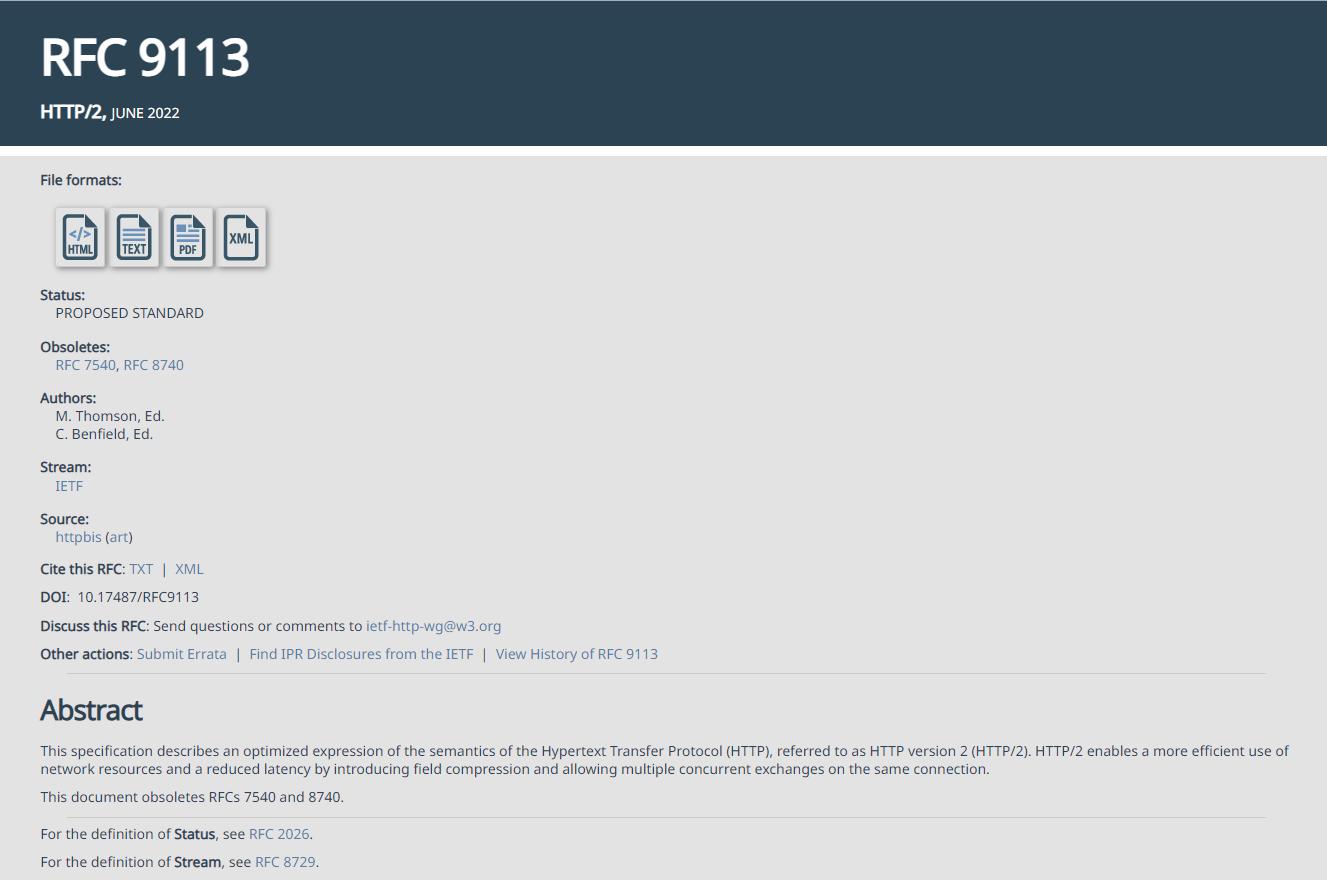 RFC 9113
HTTP/2, JUNE 2022
File formats:
</> HTML TEXT PDF XML
Status:
PROPOSED STANDARD
Obsoletes:
RFC 7540, RFC 8740
Authors:
M. Thomson, Ed.
C. Benfield, Ed.
Stream:
IETF
Source:
httpbis (art)
Cite this RFC: TXT | XML
DOI: 10.17487/RFC9113
Discuss this RFC: Send questions or comments to ietf-http-wg@w3.org
Other actions: Submit Errata | Find IPR Disclosures from the IETF | View History of RFC 9113
Abstract
This specification describes an optimized expression of the semantics of the Hypertext Transfer Protocol (HTTP), referred to as HTTP version 2 (HTTP/2). HTTP/2 enables a more efficient use of
network resources and a reduced latency by introducing field compression and allowing multiple concurrent exchanges on the same connection.
This document obsoletes RFCs 7540 and 8740.
For the definition of Status, see RFC 2026.
For the definition of Stream, see RFC 8729.